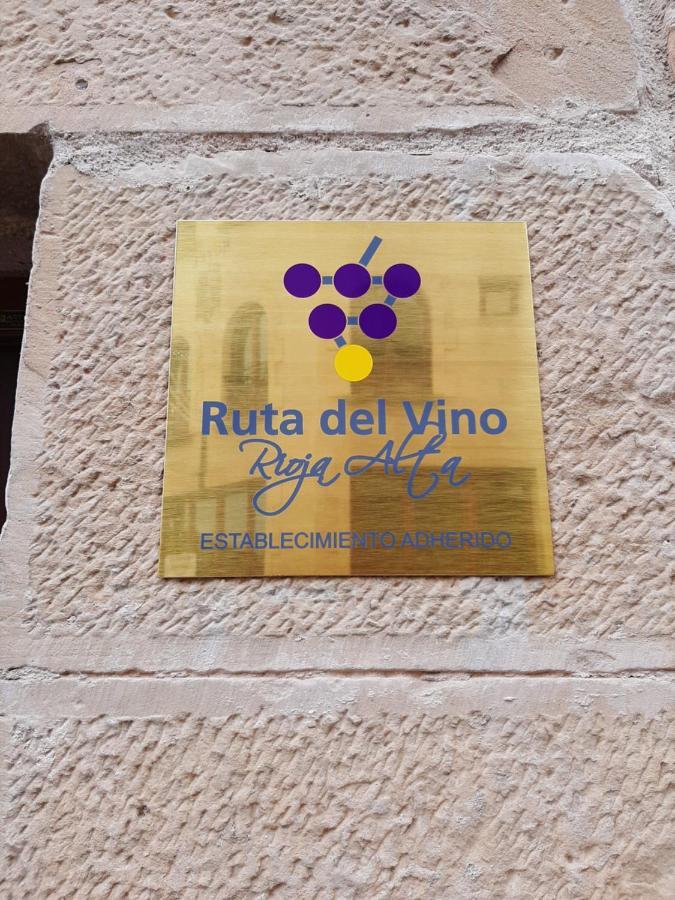 Ruta del Vino
Rioja Alta
ESTABLECIMIENTO ADHERIDO